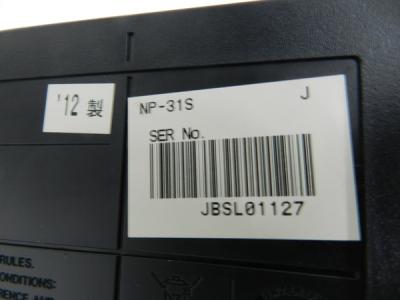 '12 製
NP-31S J
SER No.
JBSL01127
RULES.
CONDITIONS: